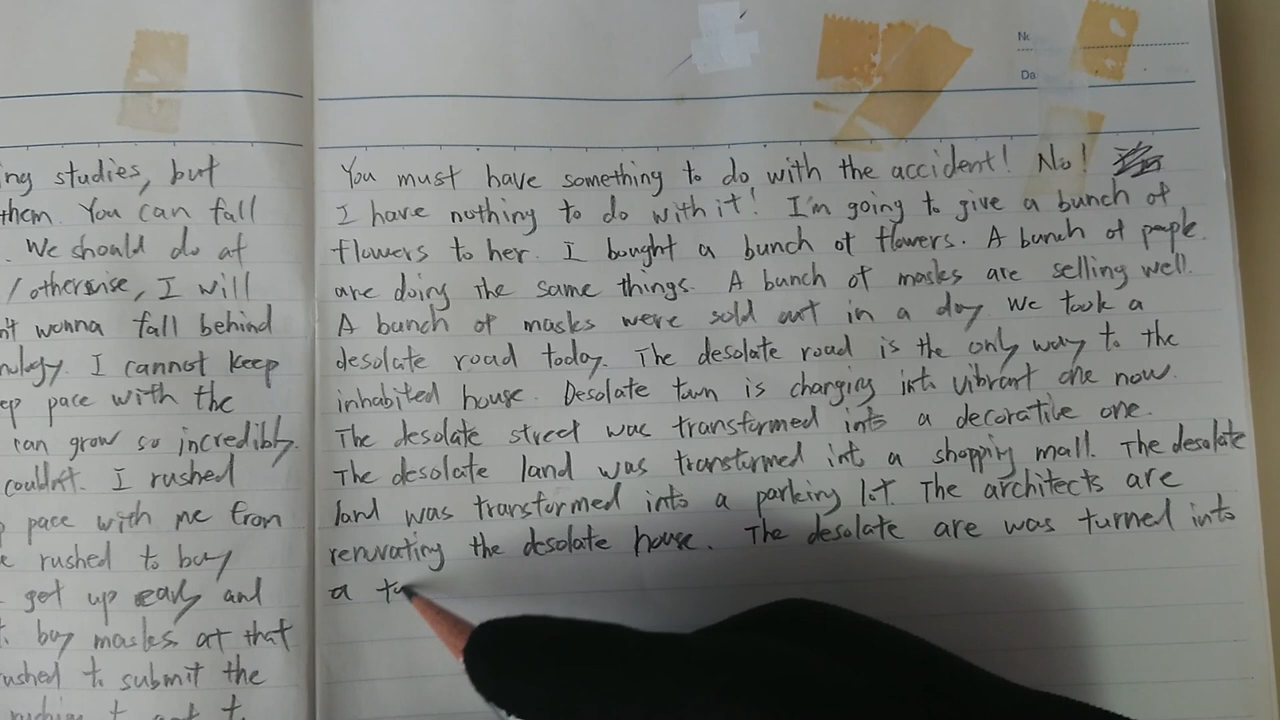 No
Da
ing studies, but
them. You can fall
. We should do at
/ otherwise, I will
n't wanna fall behind
nology. I cannot keep
ep pace with the
can grow so incredibly.
couldn't. I rushed
pace with me from
e rushed to buy
get up early and
buy masks at that
ushed to submit the
You must have something to do with the accident! No!
I have nothing to do with it! I'm going to give a bunch of
flowers to her. I bought a bunch of flowers. A bunch of people
are doing the same things. A bunch of masks are selling well.
A bunch of masks were sold out in a day We took a
desolate road today. The desolate road is the only way to the
inhabited house. Desolate town is changing into vibrant one now.
The desolate street was transformed into a decorative one.
The desolate land was transformed into a shopping mall. The desolate
land was transformed into a parking lot The architects are
renovating the desolate house. The desolate are was turned into
a